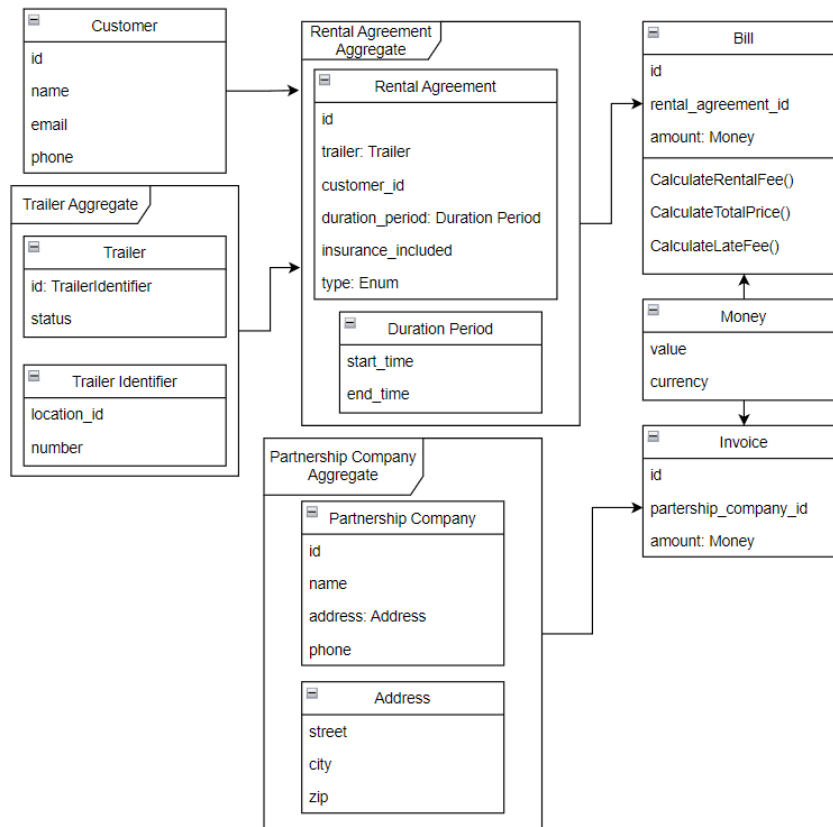 Customer
id
name
email
phone
Trailer Aggregate
Trailer
id: TrailerIdentifier
status
Trailer Identifier
location_id
number
Rental Agreement
Aggregate
Rental Agreement
id
trailer: Trailer
customer_id
duration_period: Duration Period
insurance_included
type: Enum
Duration Period
start_time
end_time
Partnership Company
Aggregate
Partnership Company
id
name
address: Address
phone
Address
street
city
zip
Bill
id
rental_agreement_id
amount: Money
CalculateRentalFee()
CalculateTotalPrice()
CalculateLateFee()
Money
value
currency
Invoice
id
partership_company_id
amount: Money